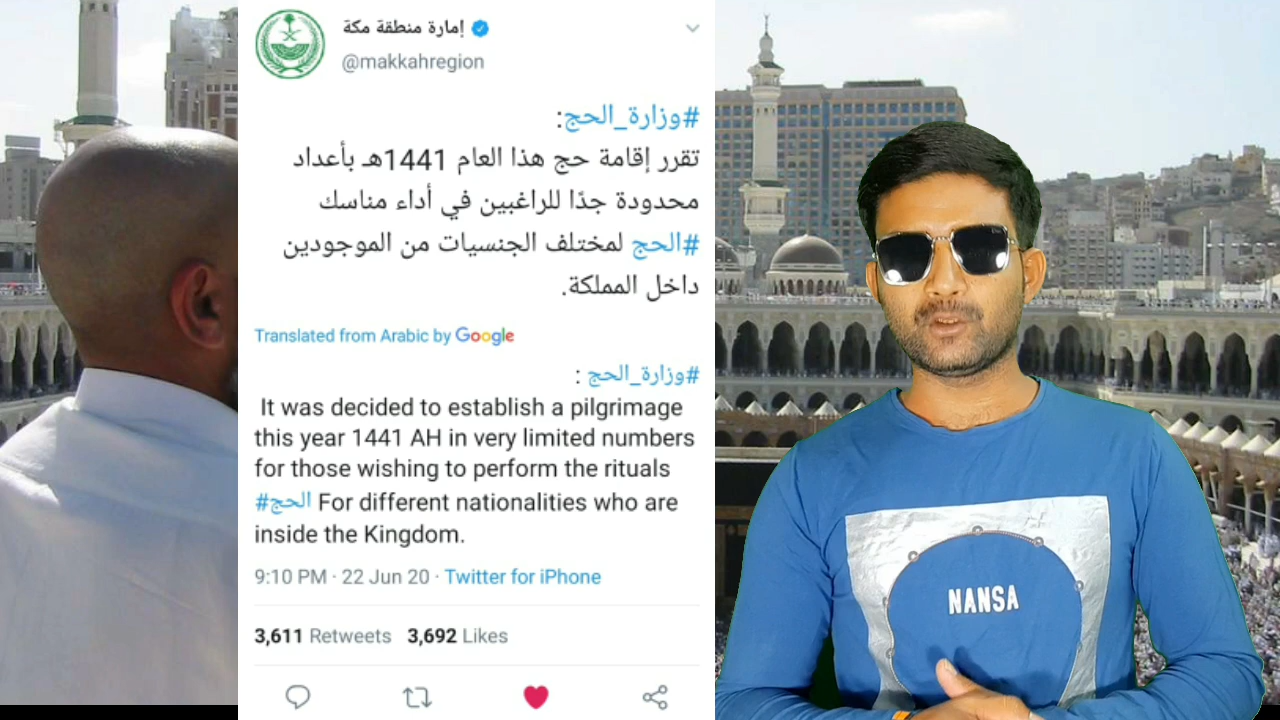 إمارة منطقة مكة
@makkahregion
#وزارة_الحج:
تقرر إقامة حج هذا العام 1441هـ بأعداد
محدودة جدًا للراغبين في أداء مناسك
#الحج لمختلف الجنسيات من الموجودين
داخل المملكة.
Translated from Arabic by Google
#وزارة_الحج :
It was decided to establish a pilgrimage
this year 1441 AH in very limited numbers
for those wishing to perform the rituals
#الحج For different nationalities who are
inside the Kingdom.
9:10 PM · 22 Jun 20 · Twitter for iPhone
3,611 Retweets 3,692 Likes
NANSA